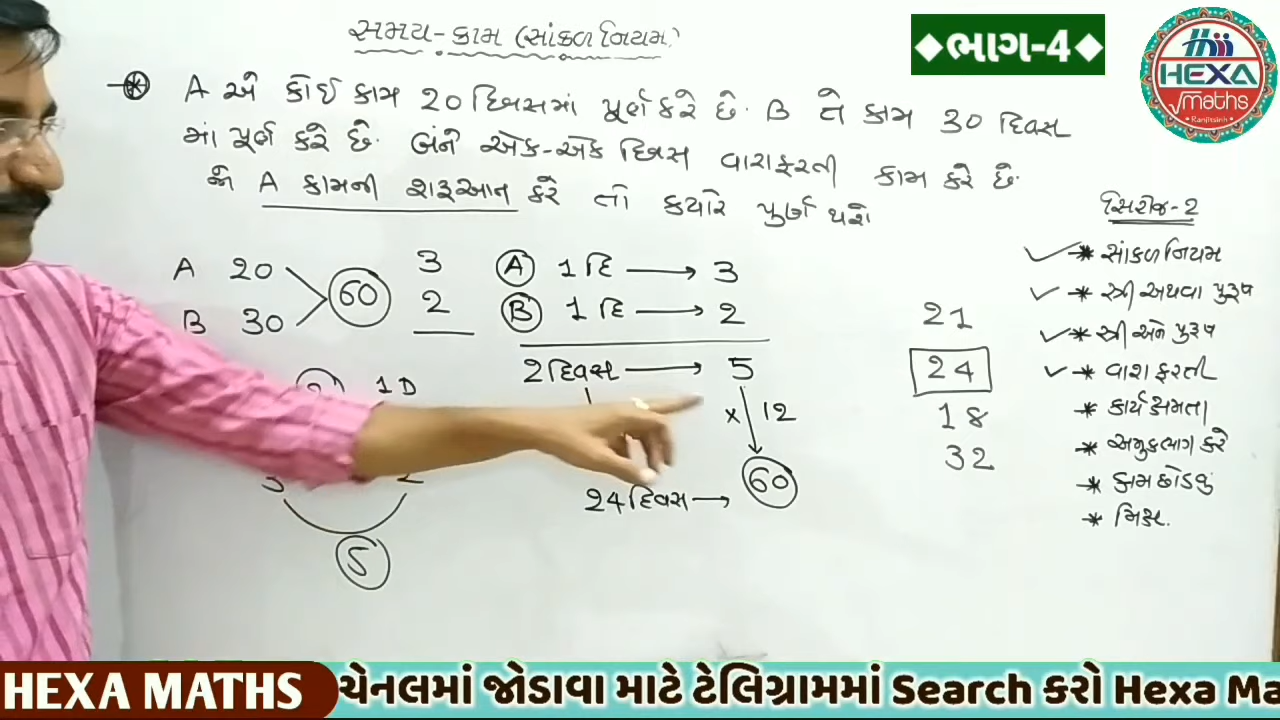 સમય-કામ (સાંકળ નિયમ)
◆ભાગ-4◆
HEXA
Maths
Ranjitsinh
* A એ કોઈ કામ 20 દિવસમાં પૂર્ણ કરે છે. B તે કામ 30 દિવસ
માં પૂર્ણ કરે છે. બંને એક-એક દિવસ વારાફરતી કામ કરે છે.
જો A કામની શરૂઆત કરે તો કયારે પુર્ણ થશે
A 20
B 30
60
3
2
A 1 દિ → 3
B 1 દિ → 2
2 દિવસ → 5
x 12
24 દિવસ → 60
1 D
5
21
24
18
32
સિરીજ-2
* સાંકળ નિયમ
* સ્ત્રી અથવા પુરૂષ
* સ્ત્રી અને પુરૂષ
* વારા ફરતી
* કાર્ય ક્ષમતા
* અમુક ભાગ કરે
* કામ છોડવું
* મિક્ષ.
HEXA MATHS ચેનલમાં જોડાવા માટે ટેલિગ્રામમાં Search કરો Hexa Ma